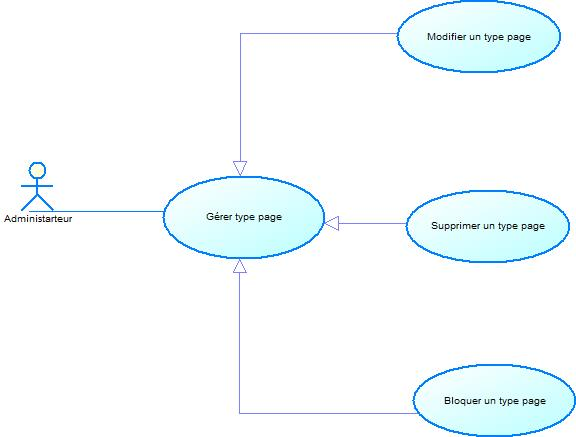 Modifier un type page
Administarteur
Gérer type page
Supprimer un type page
Bloquer un type page